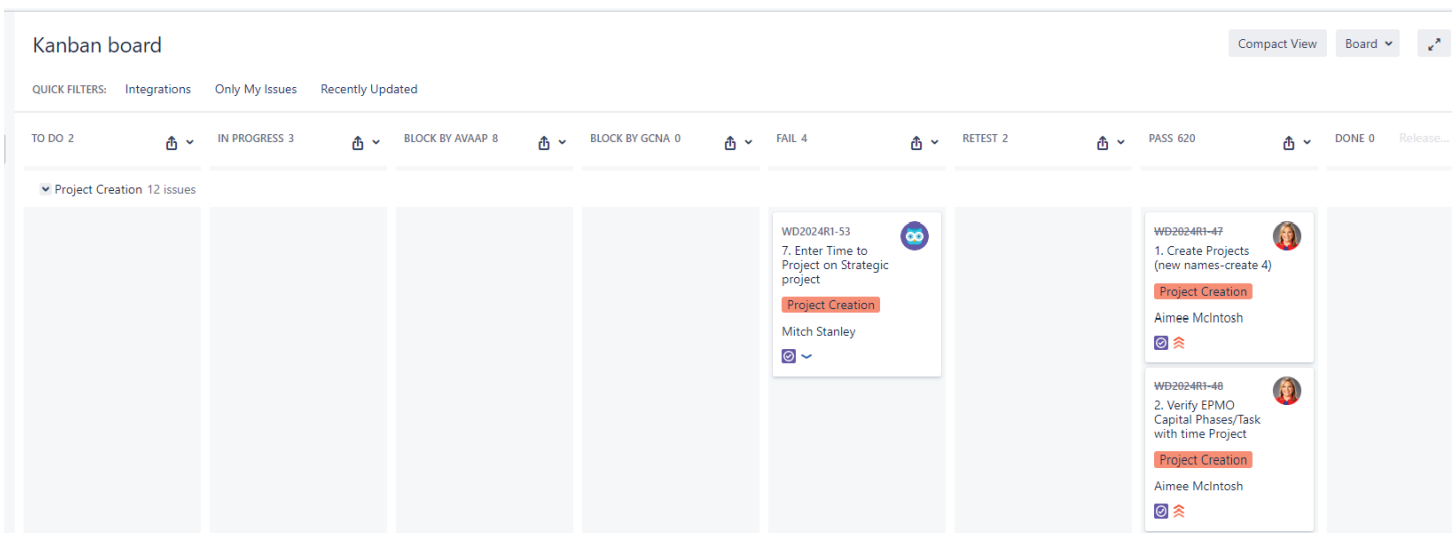 Kanban board
Compact View
Board
QUICK FILTERS: Integrations Only My Issues Recently Updated
TO DO 2
IN PROGRESS 3
BLOCK BY AVAAP 8
BLOCK BY GCNA 0
FAIL 4
RETEST 2
PASS 620
DONE 0
Release...
Project Creation 12 issues
WD2024R1-53
7. Enter Time to
Project on Strategic
project
Project Creation
Mitch Stanley
WD2024R1-47
1. Create Projects
(new names-create 4)
Project Creation
Aimee McIntosh
WD2024R1-48
2. Verify EPMO
Capital Phases/Task
with time Project
Project Creation
Aimee McIntosh